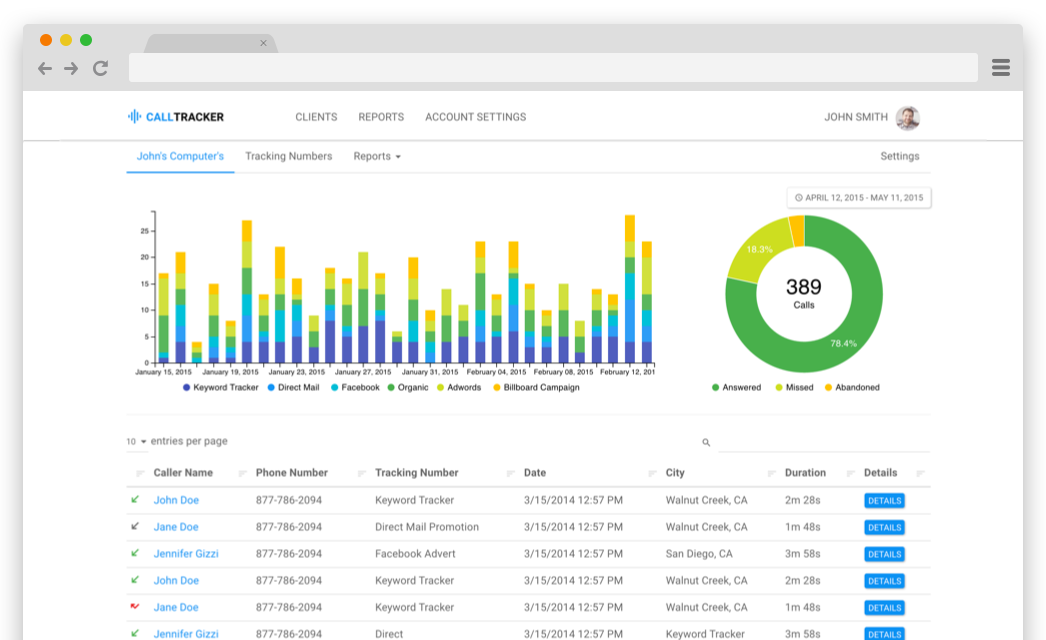 CALLTRACKER CLIENTS REPORTS ACCOUNT SETTINGS JOHN SMITH
John's Computer's Tracking Numbers Reports Settings
APRIL 12, 2015 - MAY 11, 2015
25
20
15
10
5
0
January 15, 2015 January 19, 2015 January 23, 2015 January 27, 2015 January 31, 2015 February 04, 2015 February 08, 2015 February 12, 201
Keyword Tracker Direct Mail Facebook Organic Adwords Billboard Campaign
18.3%
389
Calls
78.4%
Answered Missed Abandoned
10 entries per page
Caller Name Phone Number Tracking Number Date City Duration Details
John Doe 877-786-2094 Keyword Tracker 3/15/2014 12:57 PM Walnut Creek, CA 2m 28s DETAILS
Jane Doe 877-786-2094 Direct Mail Promotion 3/15/2014 12:57 PM Walnut Creek, CA 1m 48s DETAILS
Jennifer Gizzi 877-786-2094 Facebook Advert 3/15/2014 12:57 PM San Diego, CA 3m 58s DETAILS
John Doe 877-786-2094 Keyword Tracker 3/15/2014 12:57 PM Walnut Creek, CA 2m 28s DETAILS
Jane Doe 877-786-2094 Keyword Tracker 3/15/2014 12:57 PM Walnut Creek, CA 1m 48s DETAILS
Jennifer Gizzi 877-786-2094 Direct 3/15/2014 12:57 PM Keyword Tracker 3m 58s DETAILS